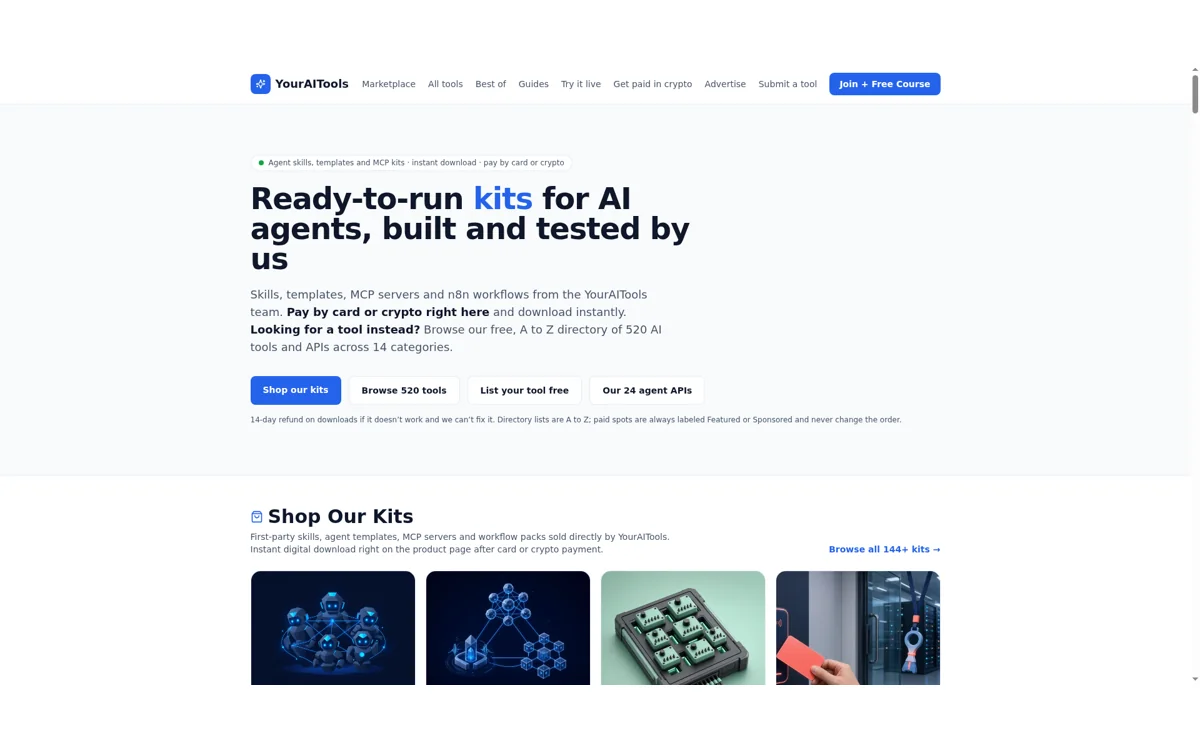 YourAITools
Marketplace
All tools
Best of
Guides
Try it live
Get paid in crypto
Advertise
Submit a tool
Join + Free Course
Agent skills, templates and MCP kits · instant download · pay by card or crypto
Ready-to-run kits for AI
agents, built and tested by
us
Skills, templates, MCP servers and n8n workflows from the YourAITools
team. Pay by card or crypto right here and download instantly.
Looking for a tool instead? Browse our free, A to Z directory of 520 AI
tools and APIs across 14 categories.
Shop our kits
Browse 520 tools
List your tool free
Our 24 agent APIs
14-day refund on downloads if it doesn’t work and we can’t fix it. Directory lists are A to Z; paid spots are always labeled Featured or Sponsored and never change the order.
Shop Our Kits
First-party skills, agent templates, MCP servers and workflow packs sold directly by YourAITools.
Instant digital download right on the product page after card or crypto payment.
Browse all 144+ kits →